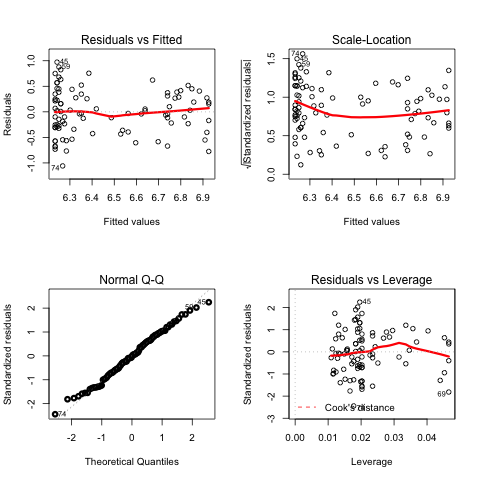 Residuals vs Fitted
Residuals
-1.0
0.0
0.5
1.0
45
59
74
6.3 6.4 6.5 6.6 6.7 6.8 6.9
Fitted values
Scale-Location
√|Standardized residuals|
0.0
0.5
1.0
1.5
74
45
59
6.3 6.4 6.5 6.6 6.7 6.8 6.9
Fitted values
Normal Q-Q
Standardized residuals
-2
-1
0
1
2
59
45
74
-2 -1 0 1 2
Theoretical Quantiles
Residuals vs Leverage
Standardized residuals
-3
-2
-1
0
1
2
45
69
Cook's distance
0.00 0.01 0.02 0.03 0.04
Leverage